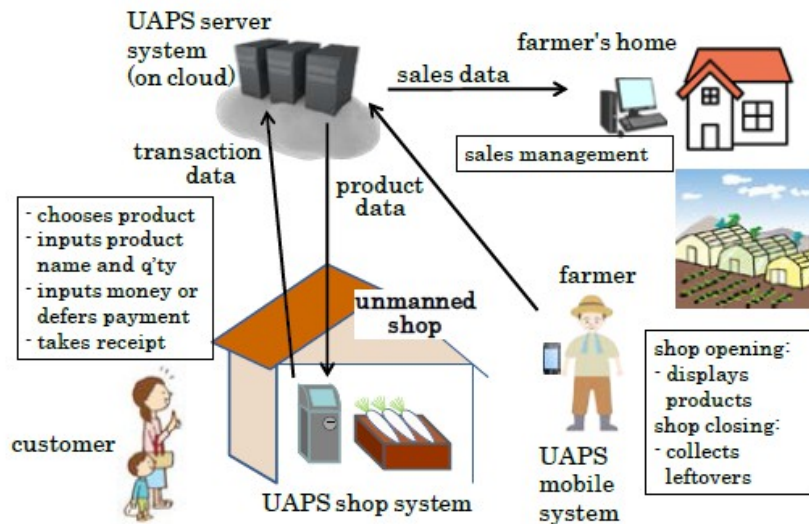 UAPS server
system
(on cloud)
farmer's home
sales data
sales management
transaction
data
product
data
- chooses product
- inputs product
name and q'ty
- inputs money or
defers payment
- takes receipt
unmanned
shop
farmer
shop opening:
- displays
products
shop closing:
- collects
leftovers
customer
UAPS shop system
UAPS
mobile
system